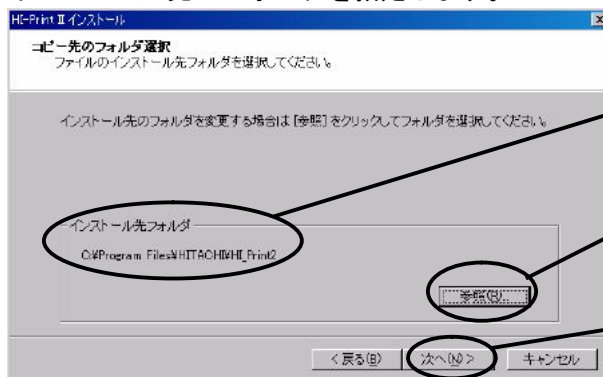 HI-Print Ⅱ インストール
コピー先のフォルダ選択
ファイルのインストール先フォルダを選択してください。
インストール先のフォルダを変更する場合は [参照] をクリックしてフォルダを選択してください。
インストール先フォルダ
C:¥Program Files¥HITACHI¥HI_Print2
参照(R)...
< 戻る(B)
次へ(N) >
キャンセル